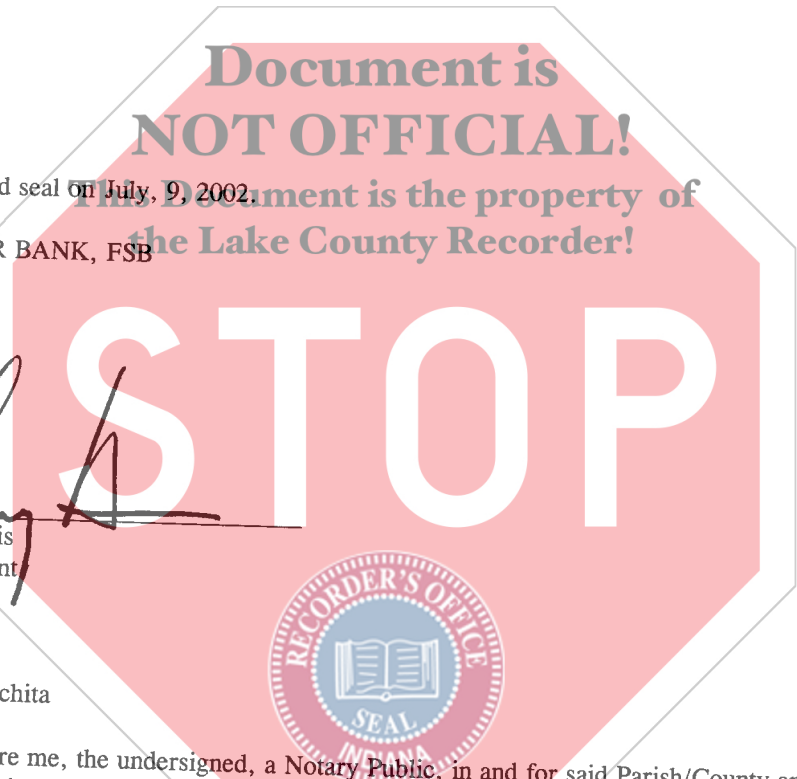 Document is
NOT OFFICIAL!
d seal on July, 9, 2002.
This Document is the property of
the Lake County Recorder!
R BANK, FSB
STOP
is
nt
RECORDER'S OFFICE
SEAL
INDIANA
chita
re me, the undersigned, a Notary Public, in and for said Parish/County